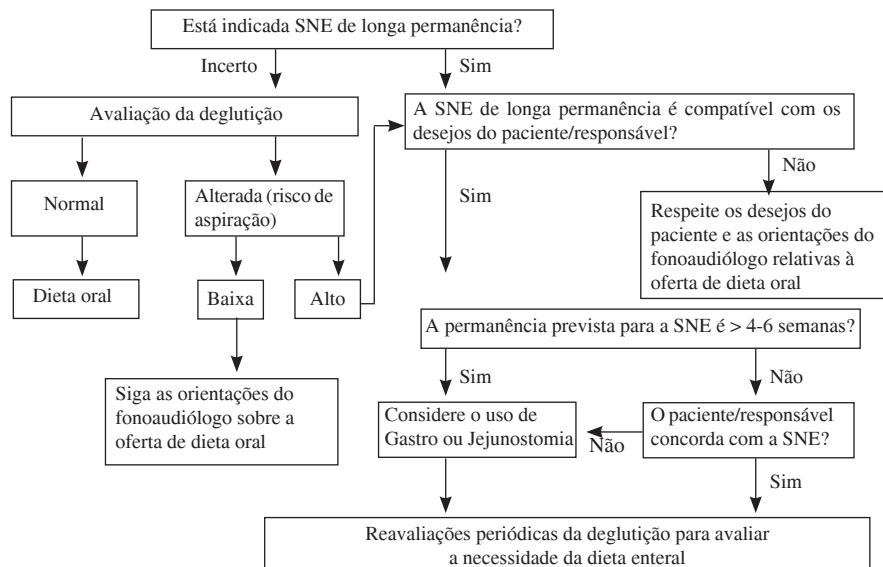 Está indicada SNE de longa permanência?
Incerto
Sim
Avaliação da deglutição
A SNE de longa permanência é compatível com os
desejos do paciente/responsável?
Normal
Alterada (risco de
aspiração)
Sim
Não
Respeite os desejos do
paciente e as orientações do
fonoaudiólogo relativas à
oferta de dieta oral
Dieta oral
Baixa
Alto
A permanência prevista para a SNE é > 4-6 semanas?
Sim
Não
Siga as orientações do
fonoaudiólogo sobre a
oferta de dieta oral
Considere o uso de
Gastro ou Jejunostomia
Não
O paciente/responsável
concorda com a SNE?
Sim
Reavaliações periódicas da deglutição para avaliar
a necessidade da dieta enteral